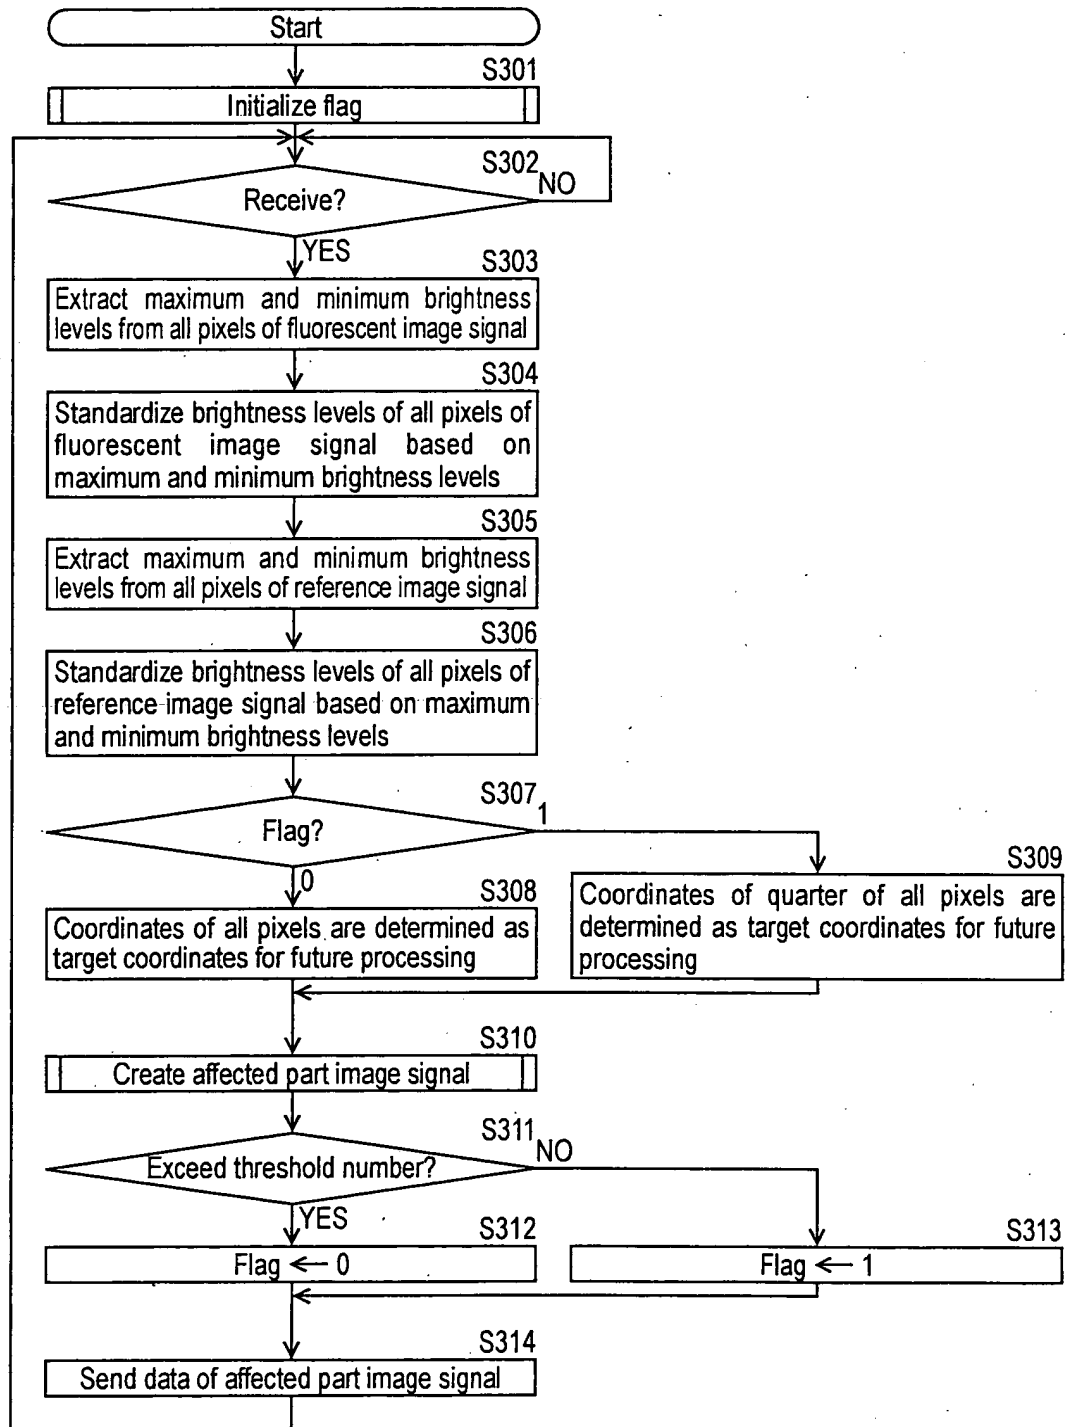 Start
S301
Initialize flag
S302
NO
Receive?
YES
S303
Extract maximum and minimum brightness
levels from all pixels of fluorescent image signal
S304
Standardize brightness levels of all pixels of
fluorescent image signal based on
maximum and minimum brightness levels
S305
Extract maximum and minimum brightness
levels from all pixels of reference image signal
S306
Standardize brightness levels of all pixels of
reference image signal based on maximum
and minimum brightness levels
S307
1
Flag?
0
S308
Coordinates of all pixels are determined as
target coordinates for future processing
S309
Coordinates of quarter of all pixels are
determined as target coordinates for future
processing
S310
Create affected part image signal
S311
NO
Exceed threshold number?
YES
S312
Flag ← 0
S313
Flag ← 1
S314
Send data of affected part image signal